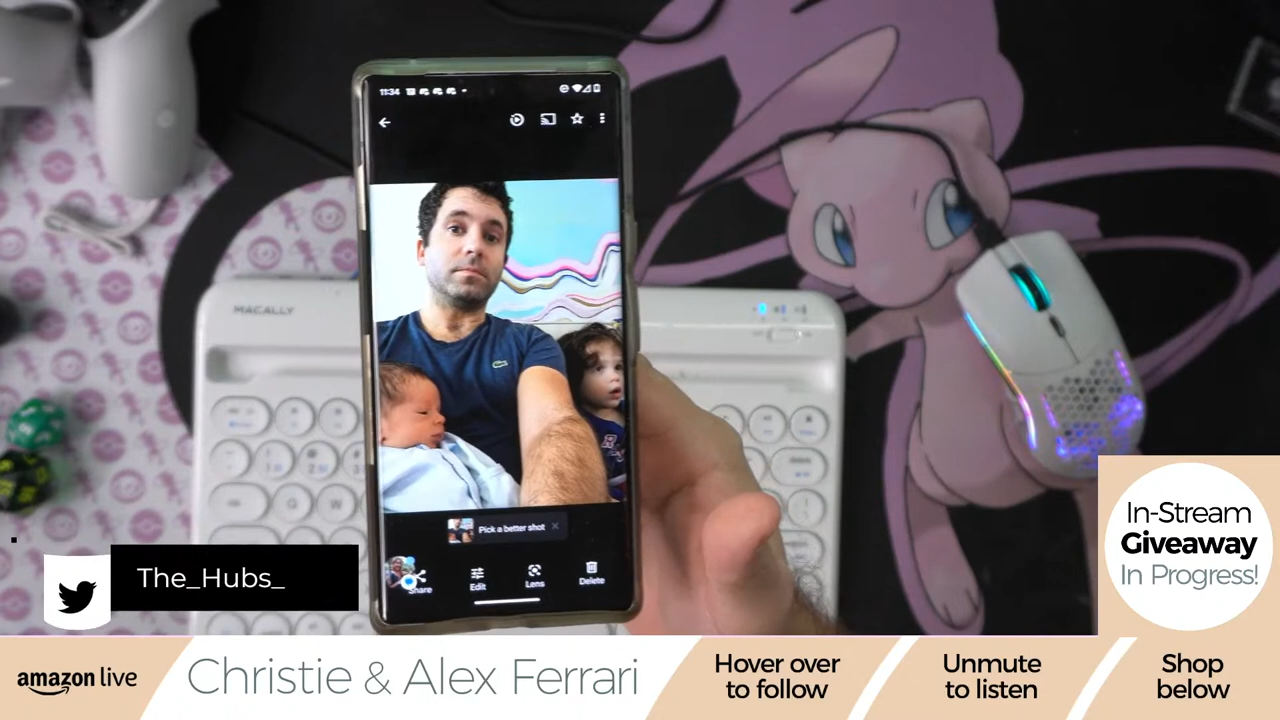 11:34
MACALLY
Pick a better shot
Share
Edit
Lens
Delete
The_Hubs_
In-Stream
Giveaway
In Progress!
amazon live
Christie & Alex Ferrari
Hover over
to follow
Unmute
to listen
Shop
below